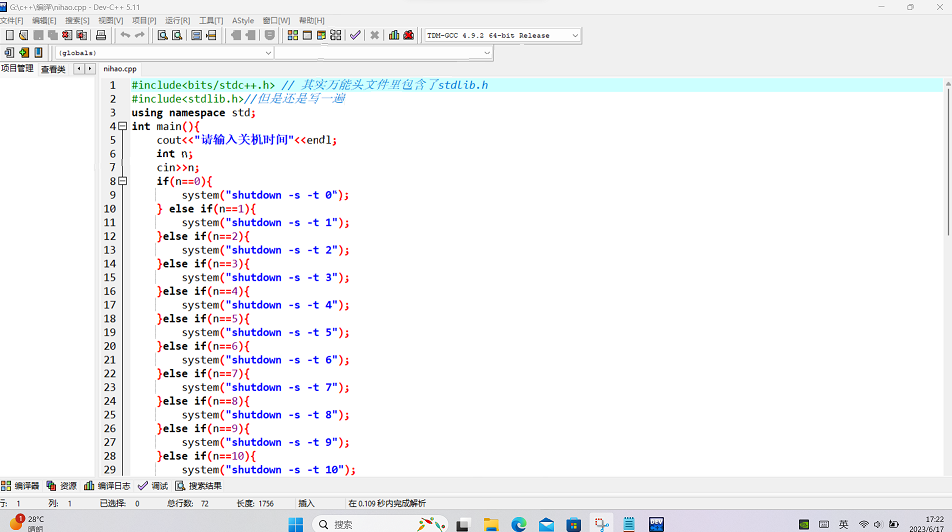 G:\c++\编译\nihao.cpp - Dev-C++ 5.11
文件[F] 编辑[E] 搜索[S] 视图[V] 项目[P] 运行[R] 工具[T] AStyle 窗口[W] 帮助[H]
TDM-GCC 4.9.2 64-bit Release
(globals)
项目管理 查看类 nihao.cpp
1 #include<bits/stdc++.h> // 其实万能头文件里包含了stdlib.h
2 #include<stdlib.h>//但是还是写一遍
3 using namespace std;
4 int main(){
5 cout<<"请输入关机时间"<<endl;
6 int n;
7 cin>>n;
8 if(n==0){
9 system("shutdown -s -t 0");
10 } else if(n==1){
11 system("shutdown -s -t 1");
12 }else if(n==2){
13 system("shutdown -s -t 2");
14 }else if(n==3){
15 system("shutdown -s -t 3");
16 }else if(n==4){
17 system("shutdown -s -t 4");
18 }else if(n==5){
19 system("shutdown -s -t 5");
20 }else if(n==6){
21 system("shutdown -s -t 6");
22 }else if(n==7){
23 system("shutdown -s -t 7");
24 }else if(n==8){
25 system("shutdown -s -t 8");
26 }else if(n==9){
27 system("shutdown -s -t 9");
28 }else if(n==10){
29 system("shutdown -s -t 10");
编译器 资源 编译日志 调试 搜索结果
行: 1 列: 1 已选择: 0 总行数: 72 长度: 1756 插入 在 0.109 秒内完成解析
28°C
晴朗
搜索
英
17:22
2023/6/17